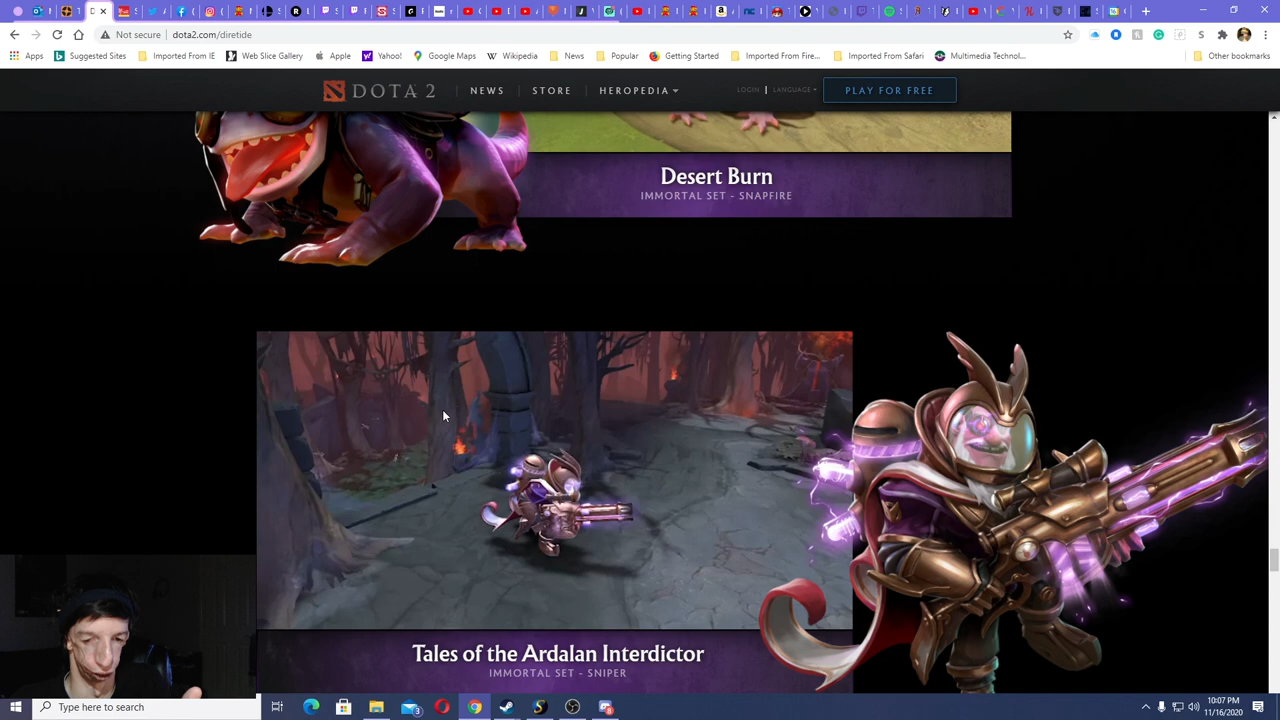 D
Not secure
dota2.com/diretide
Apps
Suggested Sites
Imported From IE
Web Slice Gallery
Apple
Yahoo!
Google Maps
Wikipedia
News
Popular
Getting Started
Imported From Fire...
Imported From Safari
Multimedia Technol...
Other bookmarks
DOTA 2
NEWS
STORE
HEROPEDIA
LOGIN
LANGUAGE
PLAY FOR FREE
Desert Burn
IMMORTAL SET - SNAPFIRE
Tales of the Ardalan Interdictor
IMMORTAL SET - SNIPER
Type here to search
10:07 PM
11/16/2020